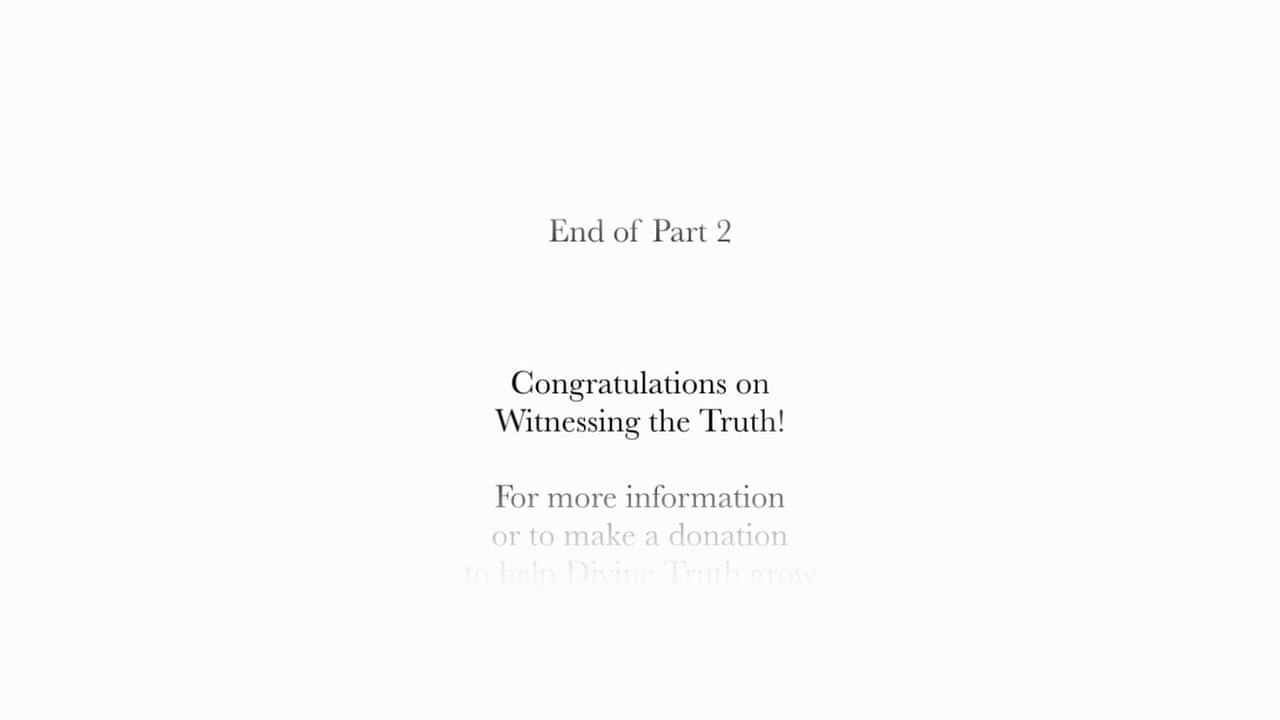 End of Part 2
Congratulations on
Witnessing the Truth!
For more information
or to make a donation
to help Divine Truth grow